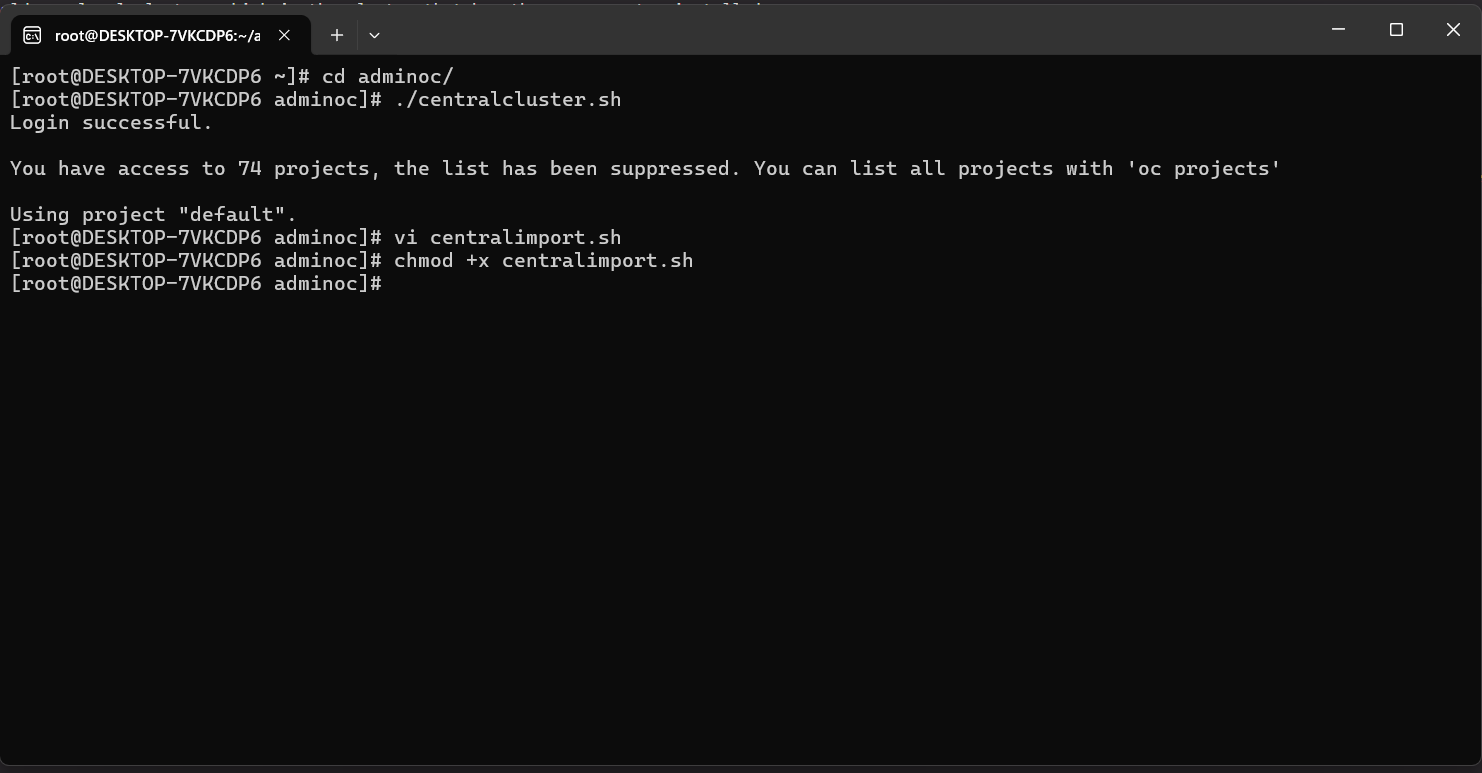 root@DESKTOP-7VKCDP6:~/a
[root@DESKTOP-7VKCDP6 ~]# cd adminoc/
[root@DESKTOP-7VKCDP6 adminoc]# ./centralcluster.sh
Login successful.
You have access to 74 projects, the list has been suppressed. You can list all projects with 'oc projects'
Using project "default".
[root@DESKTOP-7VKCDP6 adminoc]# vi centralimport.sh
[root@DESKTOP-7VKCDP6 adminoc]# chmod +x centralimport.sh
[root@DESKTOP-7VKCDP6 adminoc]#